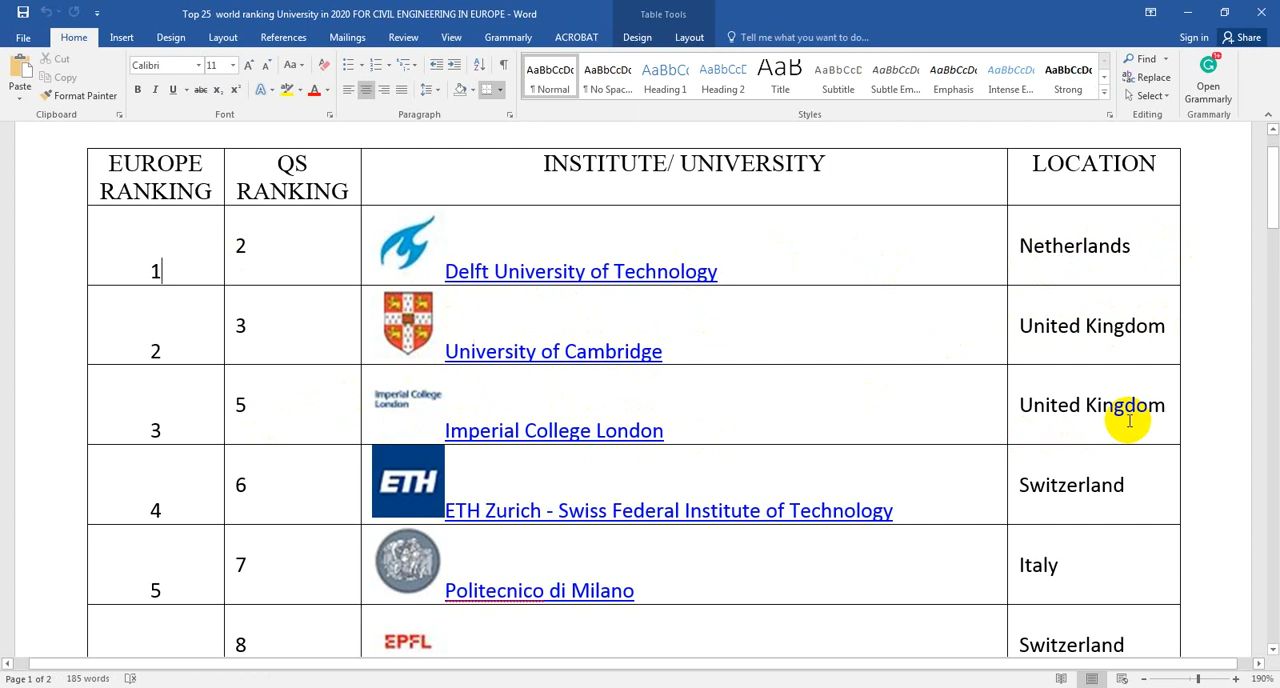 Top 25  world ranking University in 2020 FOR CIVIL ENGINEERING IN EUROPE - Word
Table Tools
File
Home
Insert
Design
Layout
References
Mailings
Review
View
Grammarly
ACROBAT
Design
Layout
Tell me what you want to do...
Sign in
Share
Paste
Cut
Copy
Format Painter
Clipboard
Calibri
11
Font
Paragraph
AaBbCcDc
¶ Normal
AaBbCcDc
¶ No Spac...
AaBbCc
Heading 1
AaBbCcD
Heading 2
AaB
Title
AaBbCcD
Subtitle
AaBbCcDc
Subtle Em...
AaBbCcDc
Emphasis
AaBbCcDc
Intense E...
AaBbCcDc
Strong
Styles
Find
Replace
Select
Editing
Open
Grammarly
Grammarly
EUROPE
RANKING
QS
RANKING
INSTITUTE/ UNIVERSITY
LOCATION
1
2
Delft University of Technology
Netherlands
2
3
University of Cambridge
United Kingdom
3
5
Imperial College
London
Imperial College London
United Kingdom
4
6
ETH
ETH Zurich - Swiss Federal Institute of Technology
Switzerland
5
7
Politecnico di Milano
Italy
8
EPFL
Switzerland
Page 1 of 2
185 words
190%